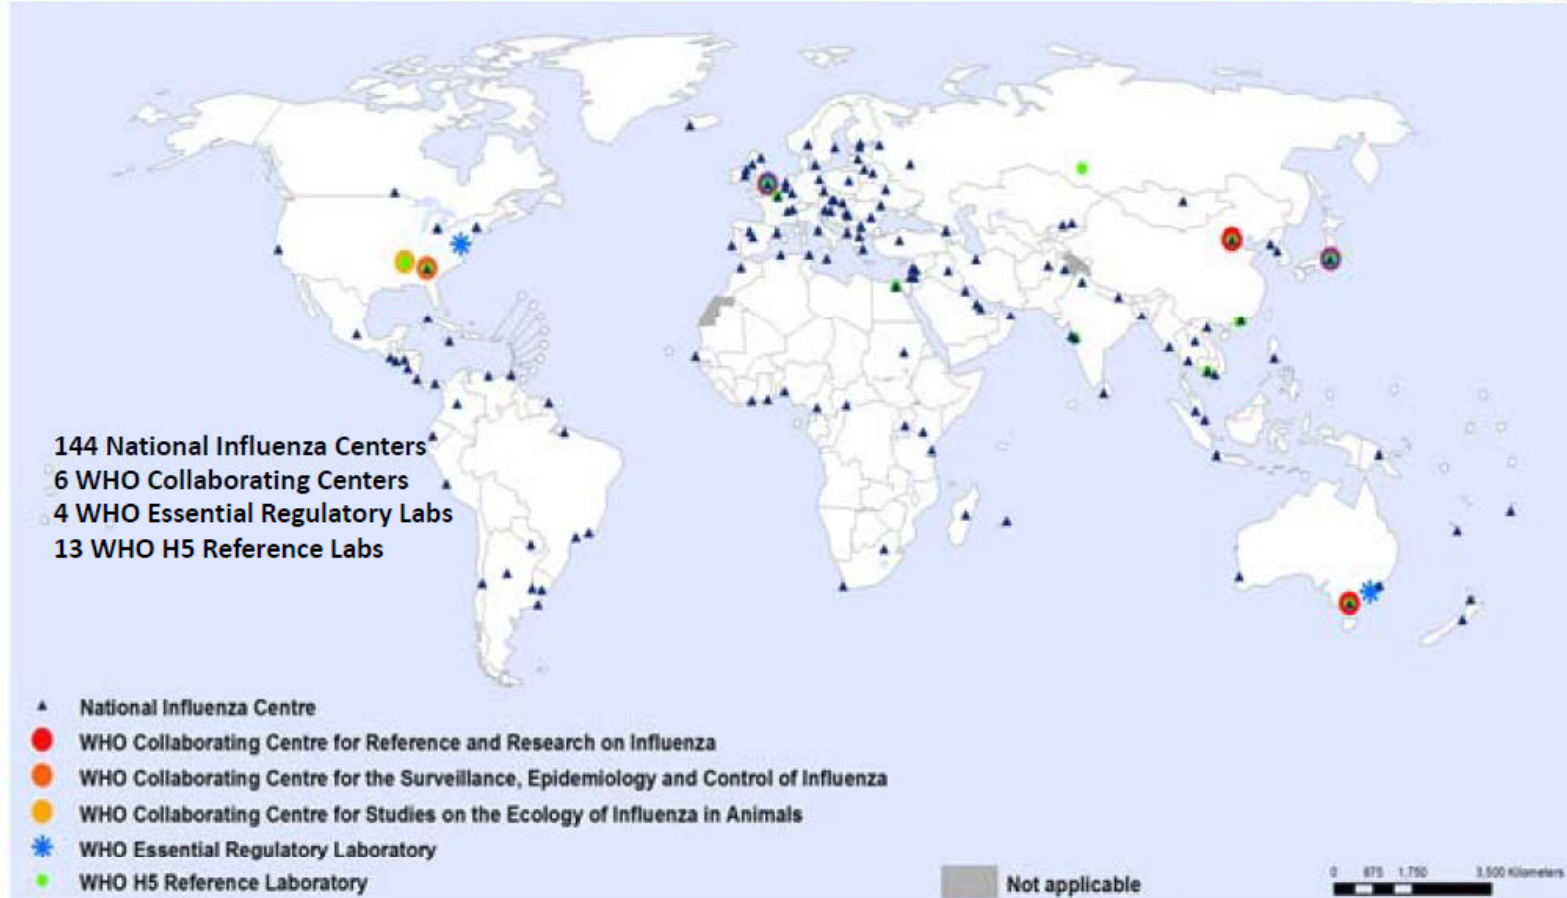 144 National Influenza Centers
6 WHO Collaborating Centers
4 WHO Essential Regulatory Labs
13 WHO H5 Reference Labs
National Influenza Centre
WHO Collaborating Centre for Reference and Research on Influenza
WHO Collaborating Centre for the Surveillance, Epidemiology and Control of Influenza
WHO Collaborating Centre for Studies on the Ecology of Influenza in Animals
WHO Essential Regulatory Laboratory
WHO H5 Reference Laboratory
Not applicable
0 875 1,750 3,500 Kilometers